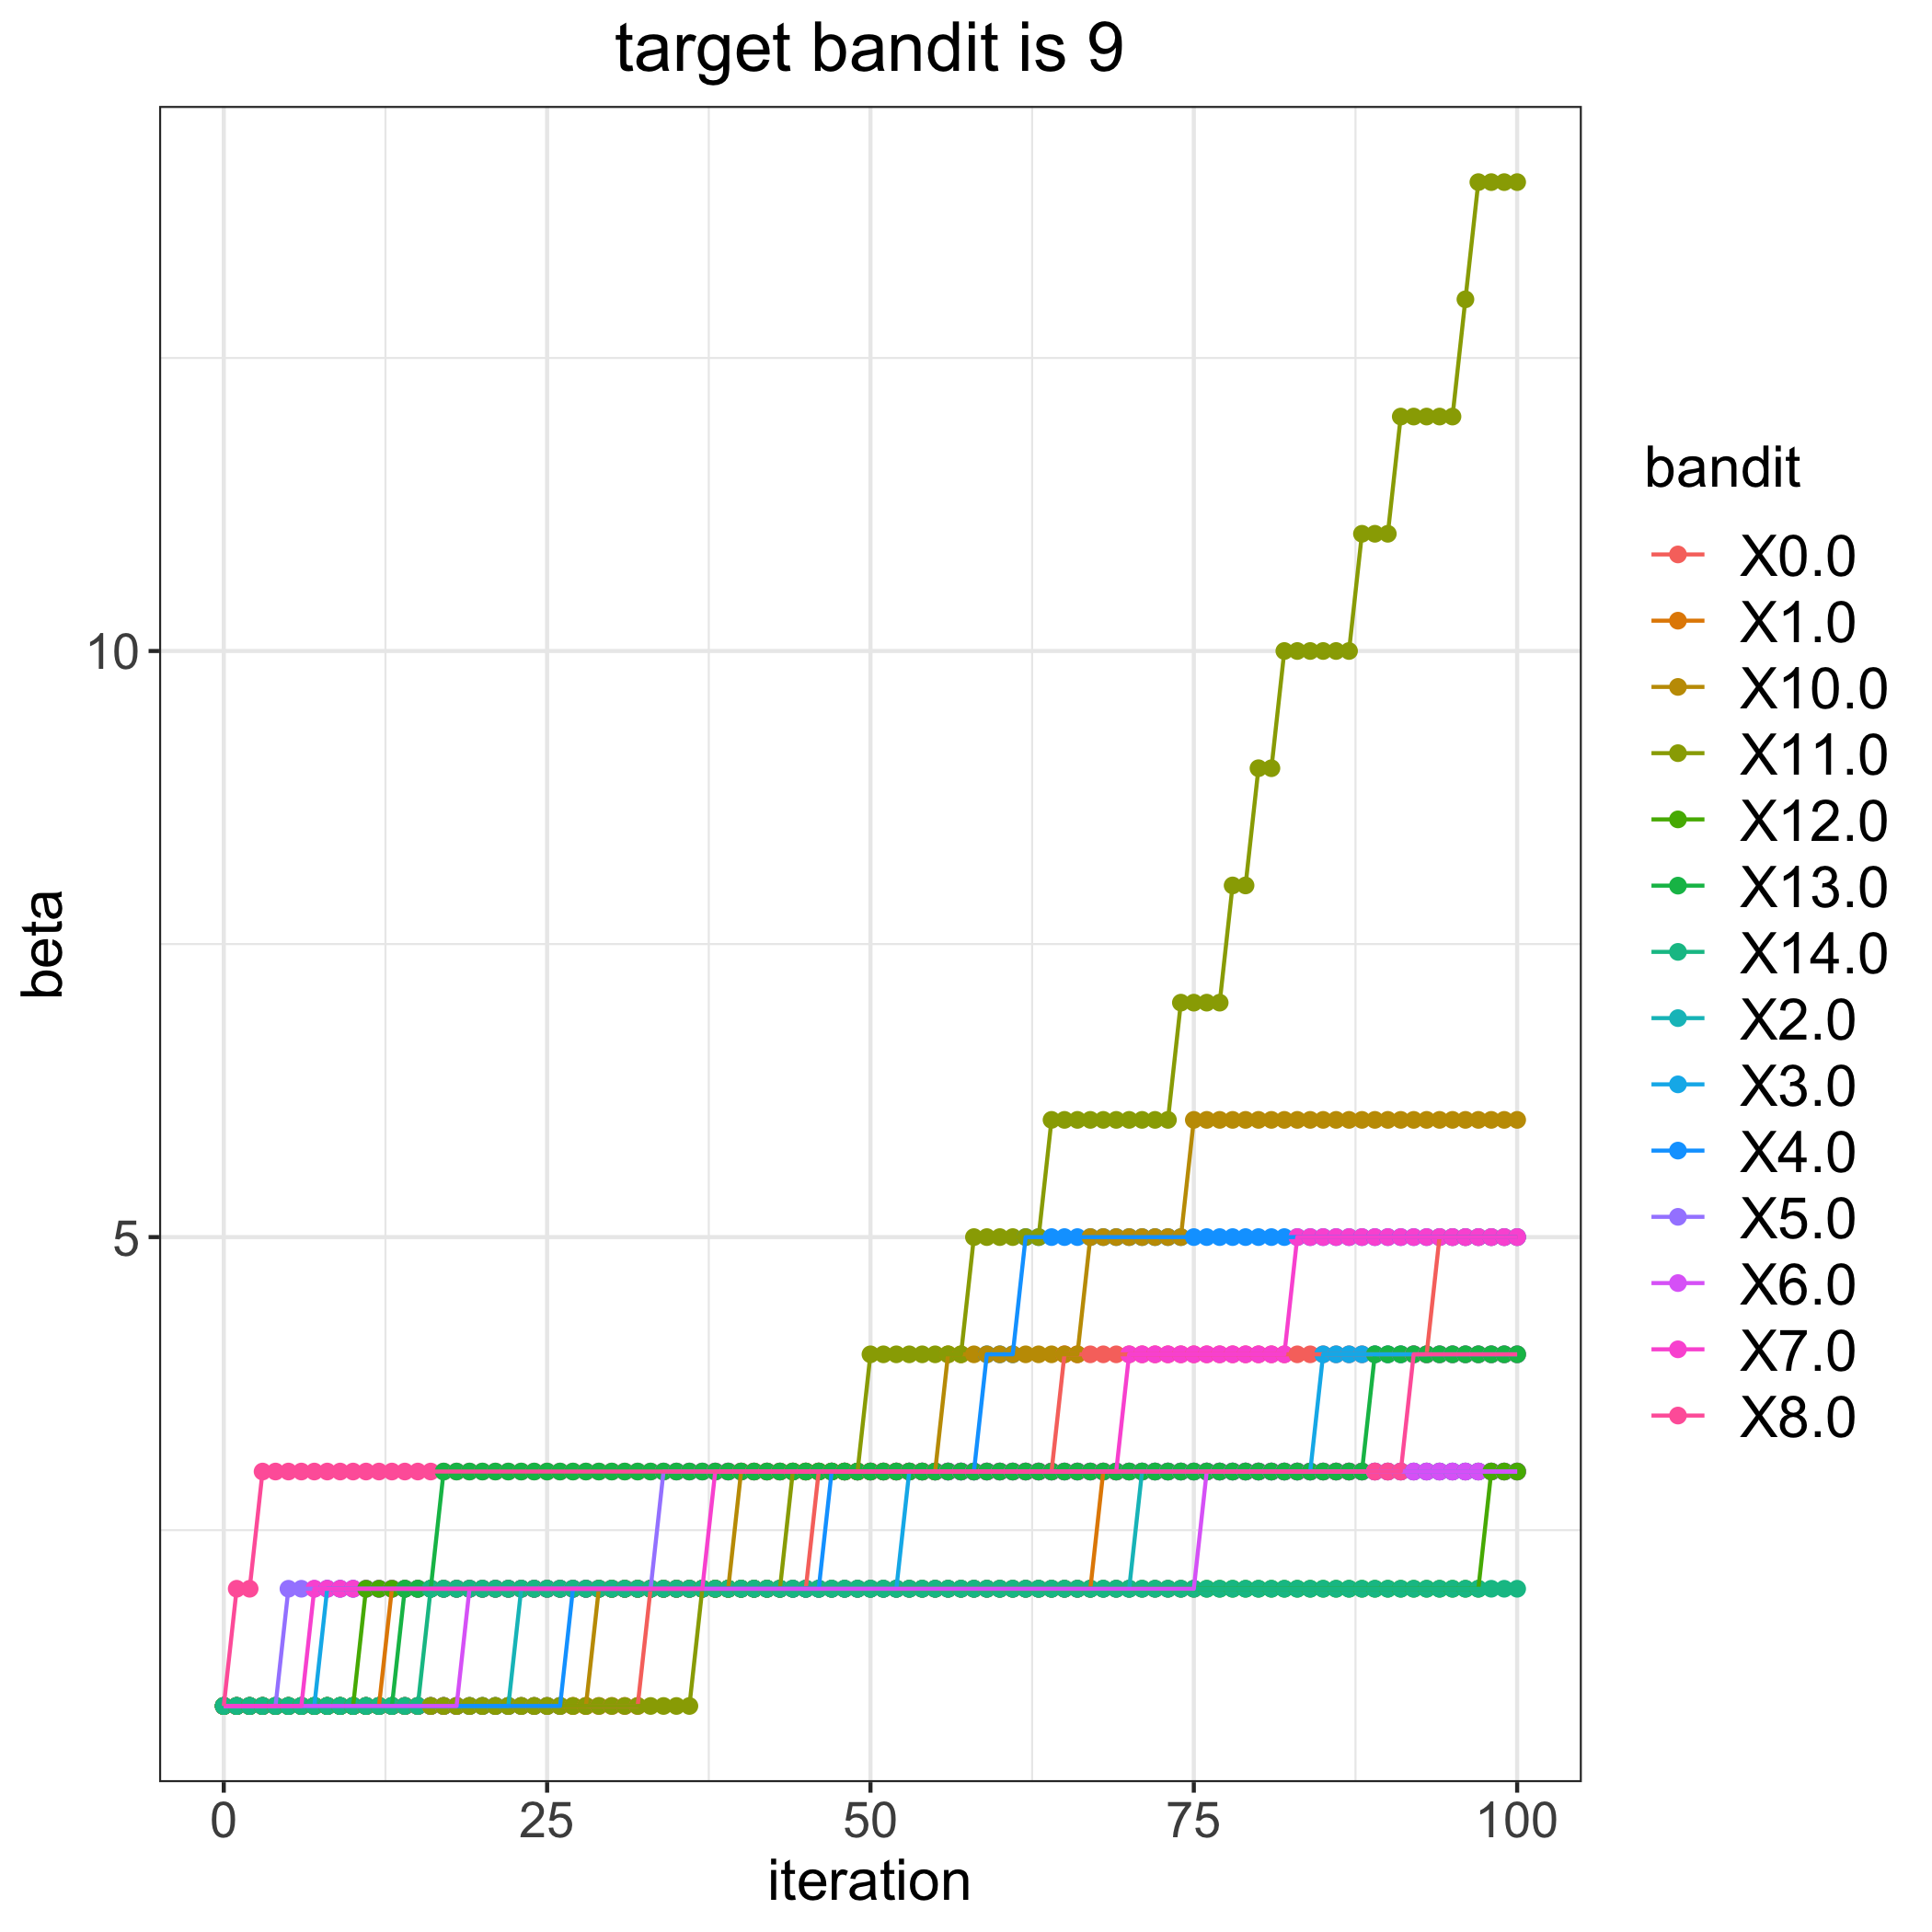 target bandit is 9
10
5
beta
0
25
50
75
100
iteration
bandit
X0.0
X1.0
X10.0
X11.0
X12.0
X13.0
X14.0
X2.0
X3.0
X4.0
X5.0
X6.0
X7.0
X8.0